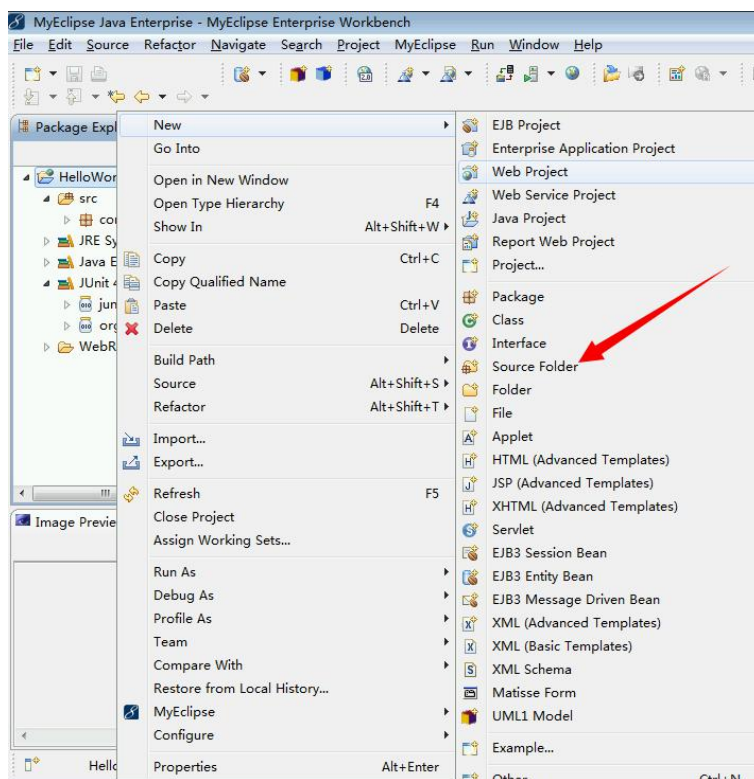 MyEclipse Java Enterprise - MyEclipse Enterprise Workbench
File Edit Source Refactor Navigate Search Project MyEclipse Run Window Help
Package Expl
HelloWor
src
JRE Sy
Java E
JUnit 4
jun
org
WebR
Image Previe
New
Go Into
Open in New Window
Open Type Hierarchy F4
Show In Alt+Shift+W
Copy Ctrl+C
Copy Qualified Name
Paste Ctrl+V
Delete Delete
Build Path
Source Alt+Shift+S
Refactor Alt+Shift+T
Import...
Export...
Refresh F5
Close Project
Assign Working Sets...
Run As
Debug As
Profile As
Team
Compare With
Restore from Local History...
MyEclipse
Configure
Properties Alt+Enter
EJB Project
Enterprise Application Project
Web Project
Web Service Project
Java Project
Report Web Project
Project...
Package
Class
Interface
Source Folder
Folder
File
Applet
HTML (Advanced Templates)
JSP (Advanced Templates)
XHTML (Advanced Templates)
Servlet
EJB3 Session Bean
EJB3 Entity Bean
EJB3 Message Driven Bean
XML (Advanced Templates)
XML (Basic Templates)
XML Schema
Matisse Form
UML1 Model
Example...
Other Ctrl+N
Hello